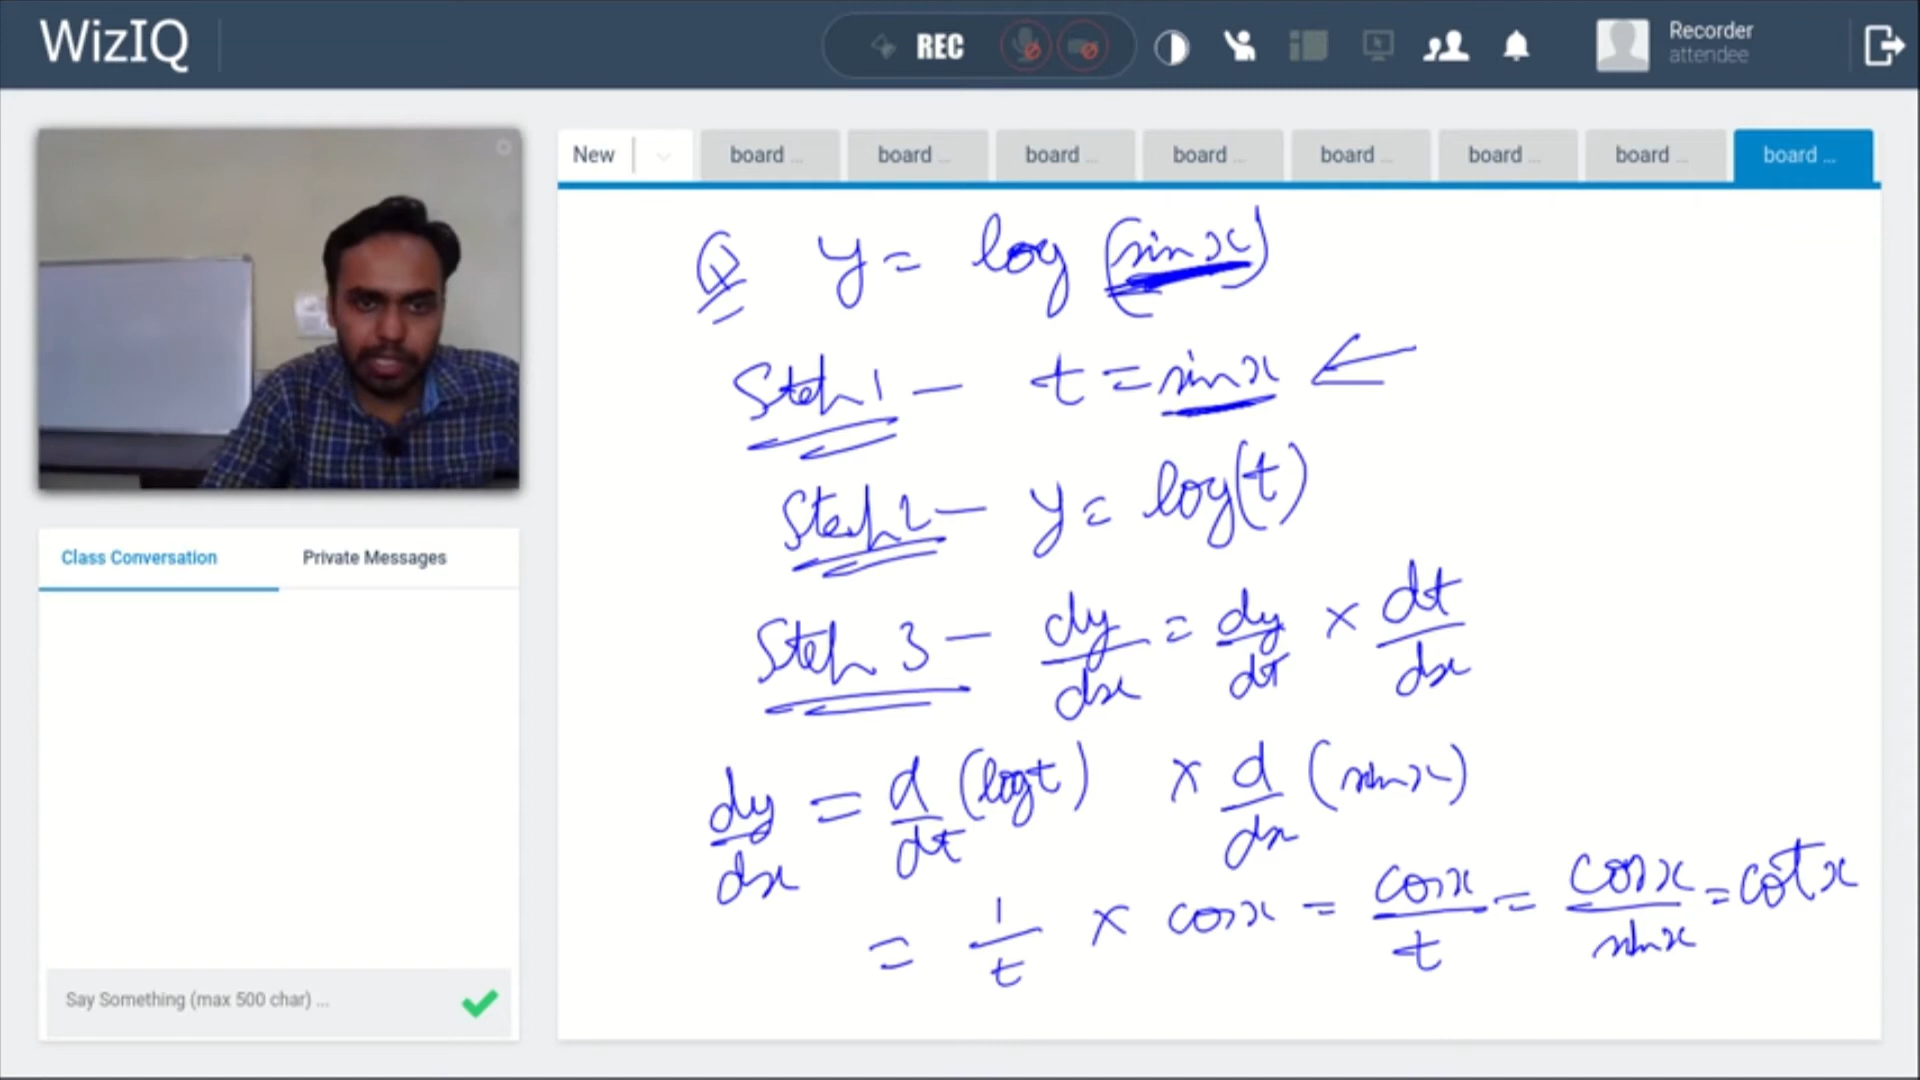 WizIQ
REC
Recorder
attendee
New
board ...
board ...
board ...
board ...
board ...
board ...
board ...
board ...
Class Conversation
Private Messages
Say Something (max 500 char) ...
Q y = log (sin x)
Step 1 - t = sin x
Step 2 - y = log(t)
Step 3 - dy/dx = dy/dt × dt/dx
dy/dx = d/dt (log t) × d/dx (sin x)
= 1/t × cos x = cos x/t = cos x/sin x = cot x